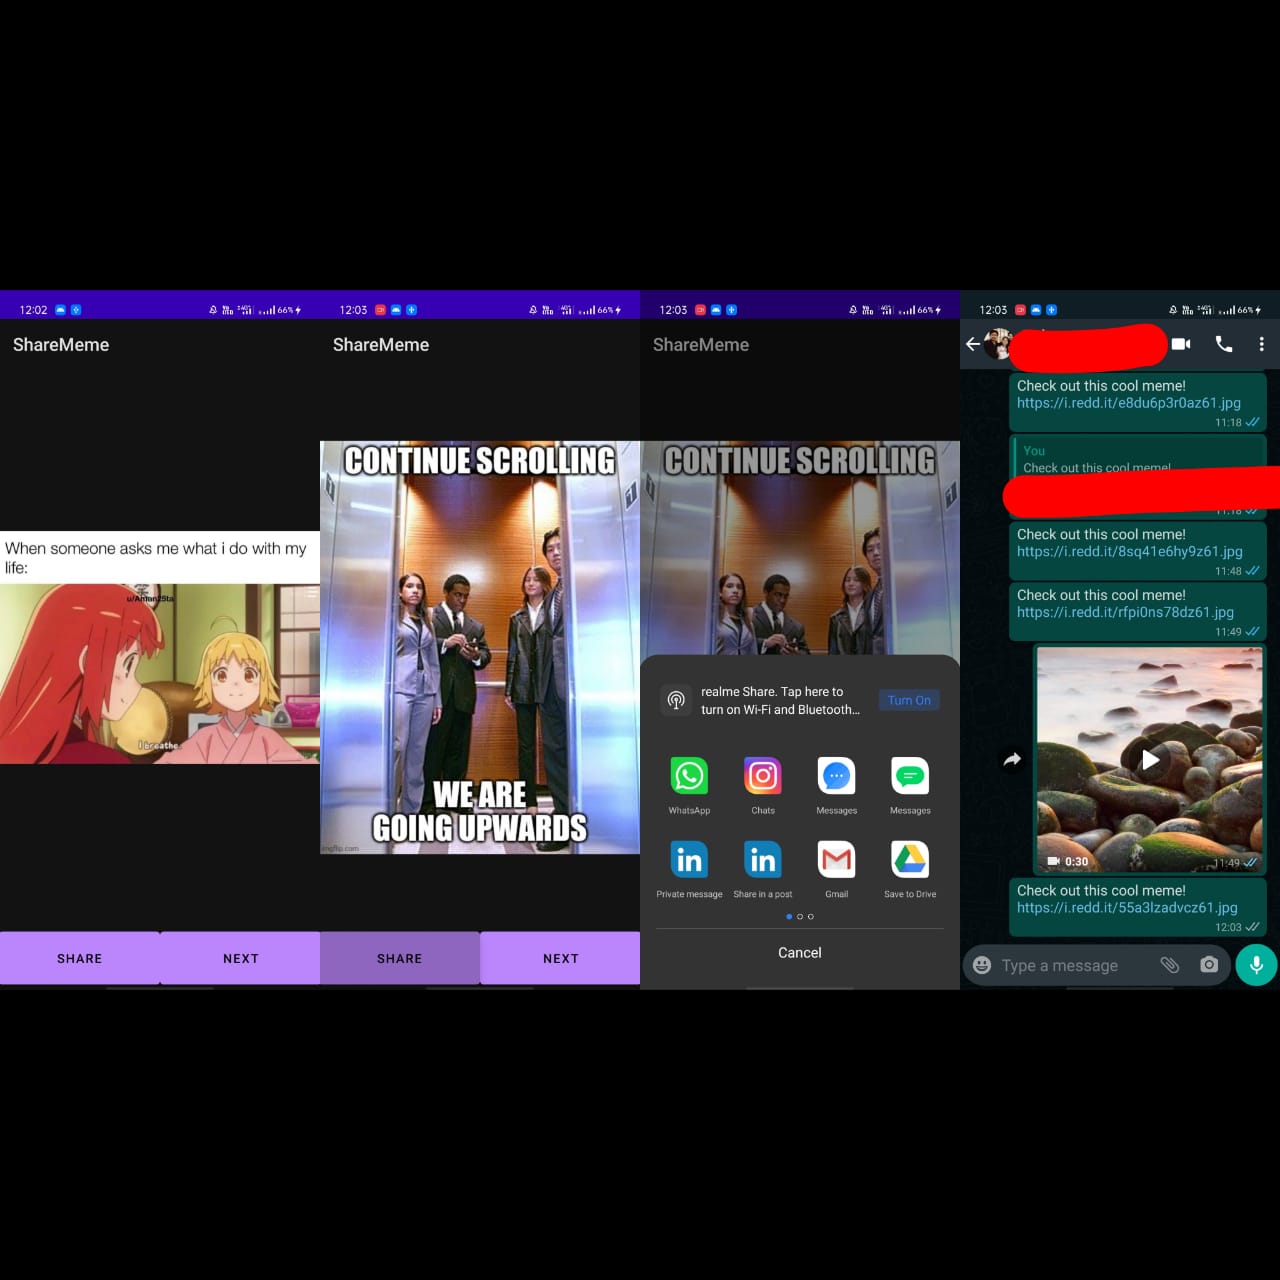 12:02
66%
ShareMeme
When someone asks me what i do with my
life:
u/Aman25ta
I breathe.
SHARE
NEXT
12:03
66%
ShareMeme
CONTINUE SCROLLING
WE ARE
GOING UPWARDS
imgflip.com
SHARE
NEXT
12:03
66%
ShareMeme
CONTINUE SCROLLING
realme Share. Tap here to
turn on Wi-Fi and Bluetooth...
Turn On
WhatsApp
Chats
Messages
Messages
Private message
Share in a post
Gmail
Save to Drive
Cancel
12:03
66%
Check out this cool meme!
https://i.redd.it/e8du6p3r0az61.jpg
11:18
You
Check out this cool meme!
11:18
Check out this cool meme!
https://i.redd.it/8sq41e6hy9z61.jpg
11:48
Check out this cool meme!
https://i.redd.it/rfpi0ns78dz61.jpg
11:49
0:30
11:49
Check out this cool meme!
https://i.redd.it/55a3lzadvcz61.jpg
12:03
Type a message